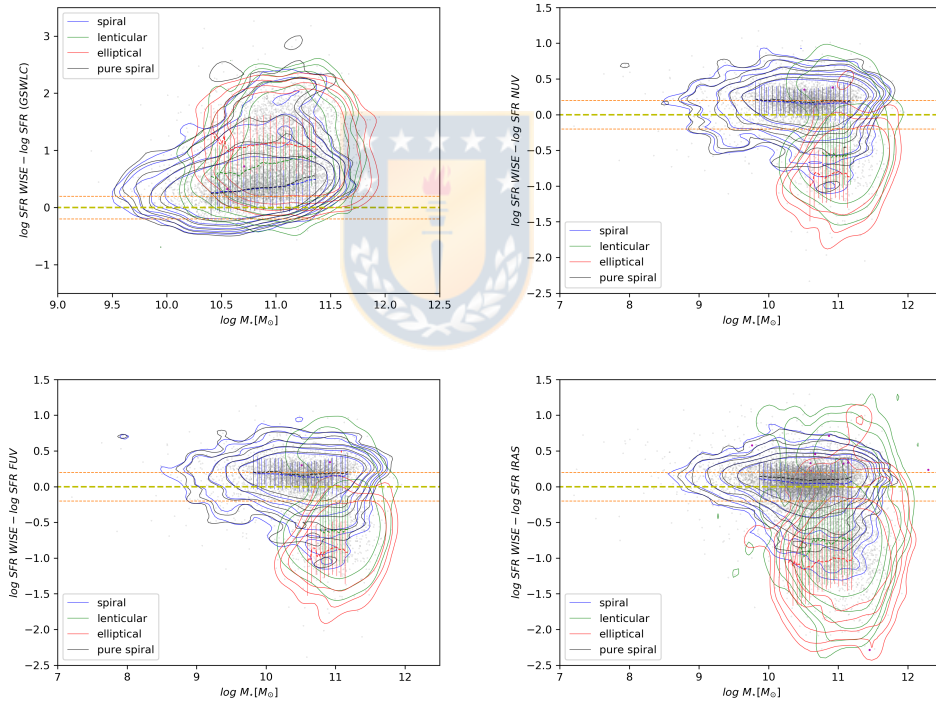 log SFR WISE − log SFR (GSWLC)
3
2
1
0
−1
spiral
lenticular
elliptical
pure spiral
9.0 9.5 10.0 10.5 11.0 11.5 12.0 12.5
log M⋆[M⊙]
log SFR WISE − log SFR NUV
1.5
1.0
0.5
0.0
−0.5
−1.0
−1.5
−2.0
−2.5
spiral
lenticular
elliptical
pure spiral
7 8 9 10 11 12
log M⋆[M⊙]
log SFR WISE − log SFR FUV
1.5
1.0
0.5
0.0
−0.5
−1.0
−1.5
−2.0
−2.5
spiral
lenticular
elliptical
pure spiral
7 8 9 10 11 12
log M⋆[M⊙]
log SFR WISE − log SFR IRAS
1.5
1.0
0.5
0.0
−0.5
−1.0
−1.5
−2.0
−2.5
spiral
lenticular
elliptical
pure spiral
7 8 9 10 11 12
log M⋆[M⊙]